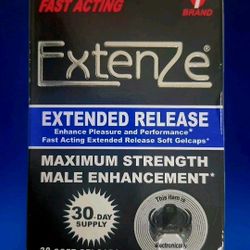 FAST ACTING
BRAND
ExtenZe®
EXTENDED RELEASE
Enhance Pleasure and Performance*
Fast Acting Extended Release Soft Gelcaps*
MAXIMUM STRENGTH
MALE ENHANCEMENT*
30-DAY
SUPPLY
This item is
electronically